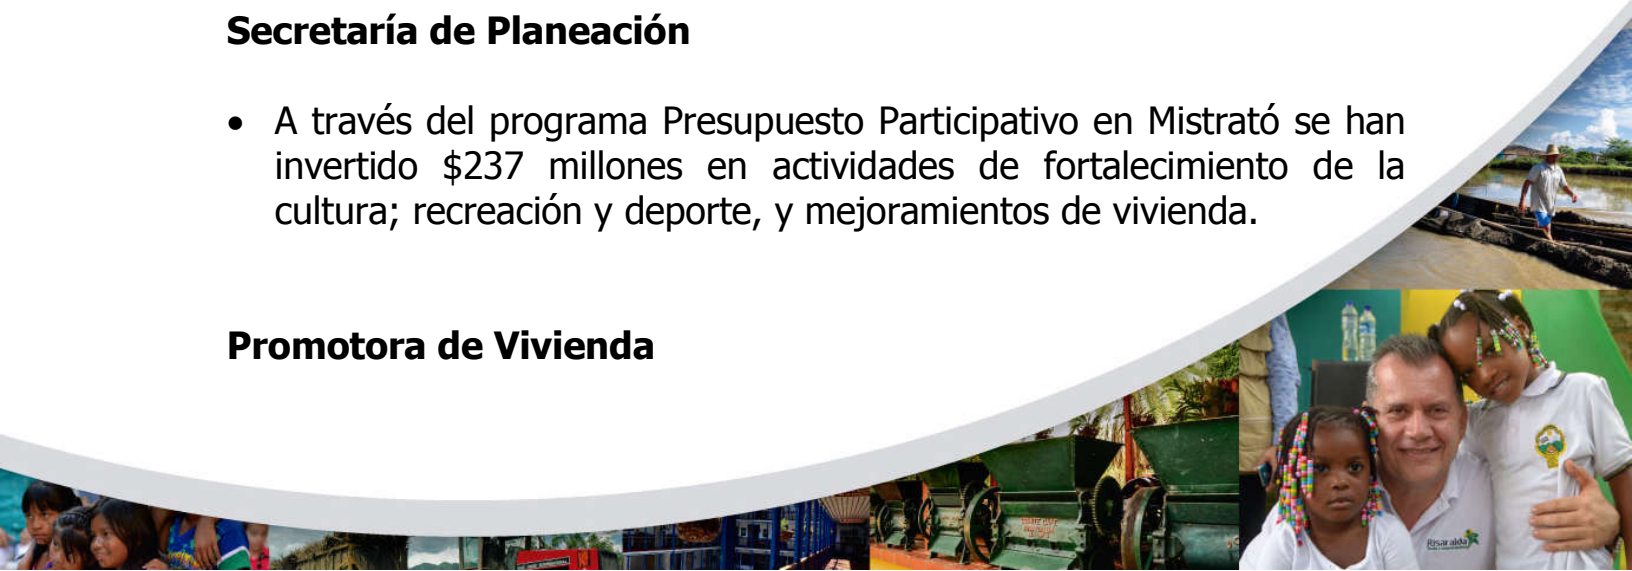 Secretaría de Planeación
• A través del programa Presupuesto Participativo en Mistrató se han
invertido $237 millones en actividades de fortalecimiento de la
cultura; recreación y deporte, y mejoramientos de vivienda.
Promotora de Vivienda
Risaralda